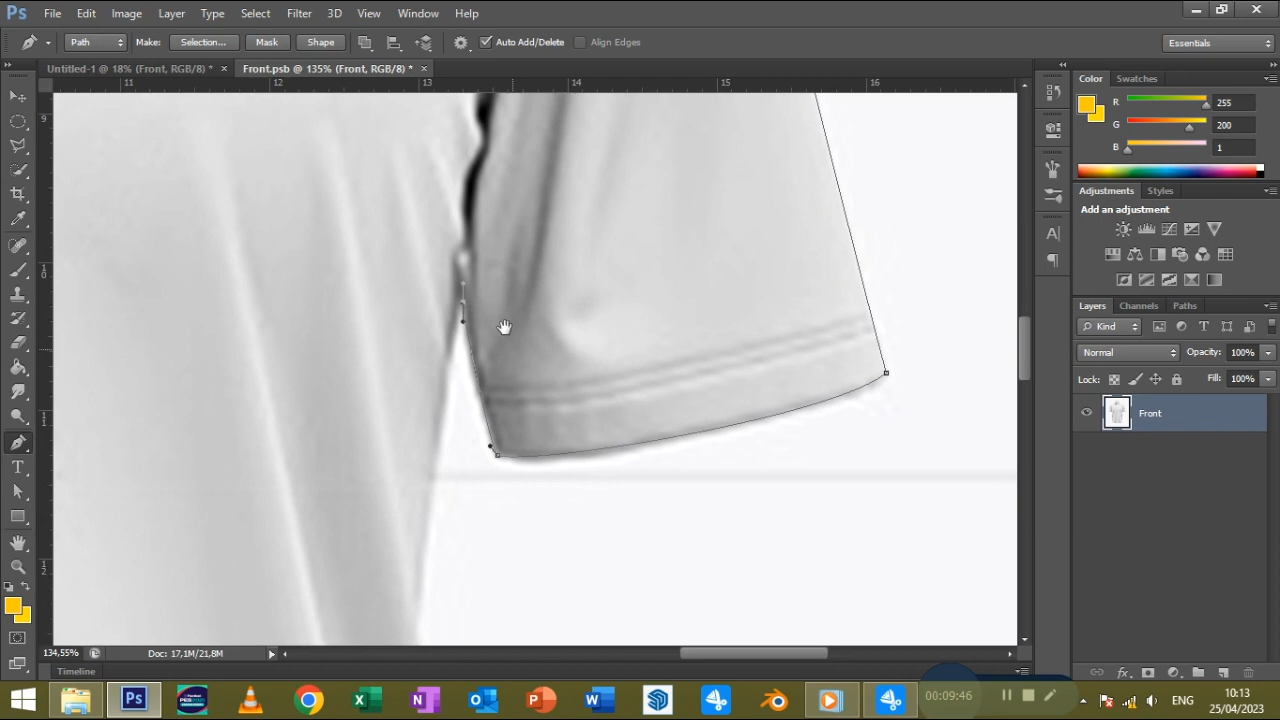 Ps File Edit Image Layer Type Select Filter 3D View Window Help
Path Make: Selection... Mask Shape Auto Add/Delete Align Edges Essentials
Untitled-1 @ 18% (Front, RGB/8) * × Front.psb @ 135% (Front, RGB/8) * ×
11 12 13 14 15 16
9
10
11
12
Color Swatches
R 255
G 200
B 1
Adjustments Styles
Add an adjustment
Layers Channels Paths
Kind
Normal Opacity: 100%
Lock: Fill: 100%
Front
134,55% Doc: 17,1M/21,8M
Timeline
00:09:46
ENG
10:13
25/04/2023